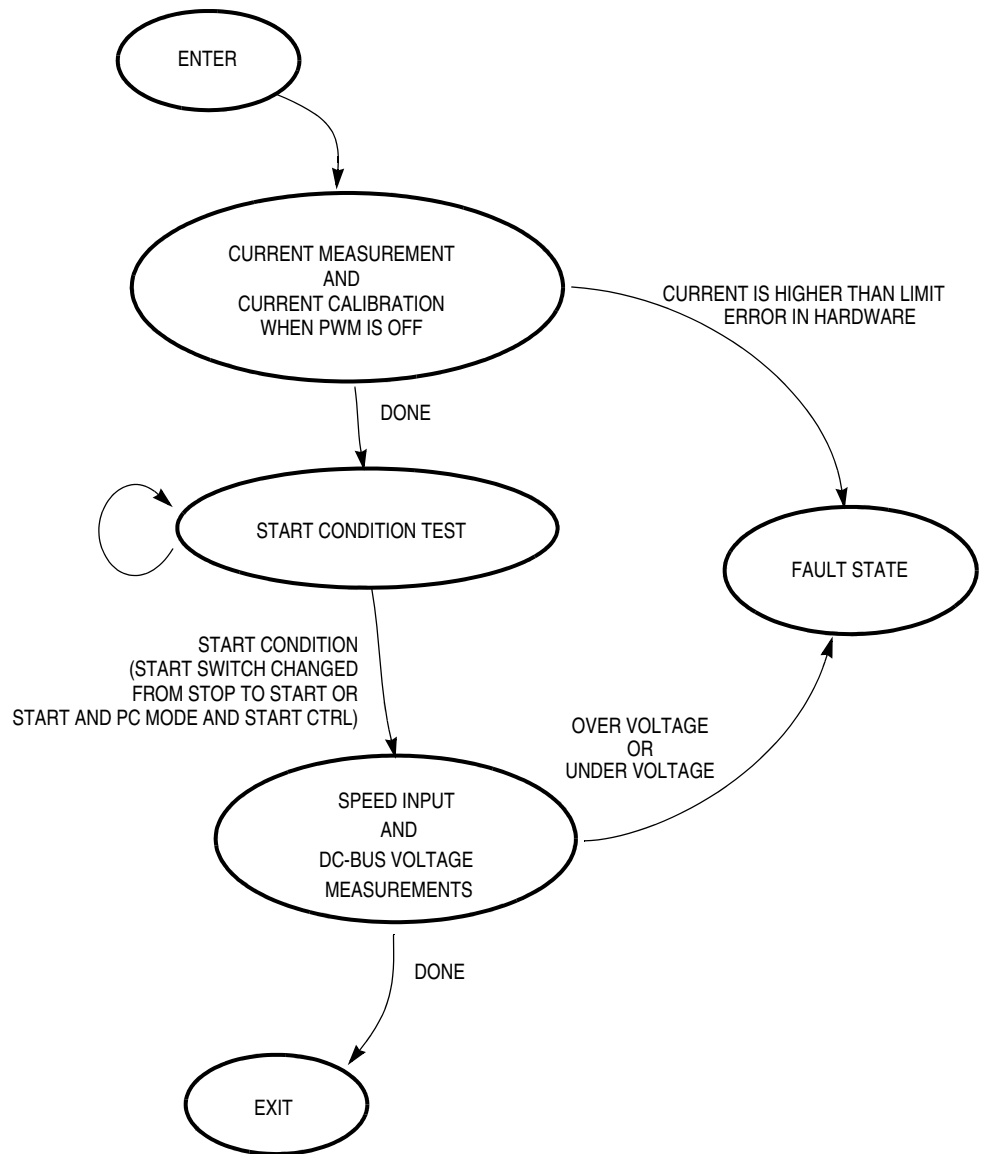 ENTER
CURRENT MEASUREMENT
AND
CURRENT CALIBRATION
WHEN PWM IS OFF
CURRENT IS HIGHER THAN LIMIT
ERROR IN HARDWARE
DONE
START CONDITION TEST
FAULT STATE
START CONDITION
(START SWITCH CHANGED
FROM STOP TO START OR
START AND PC MODE AND START CTRL)
OVER VOLTAGE
OR
UNDER VOLTAGE
SPEED INPUT
AND
DC-BUS VOLTAGE
MEASUREMENTS
DONE
EXIT